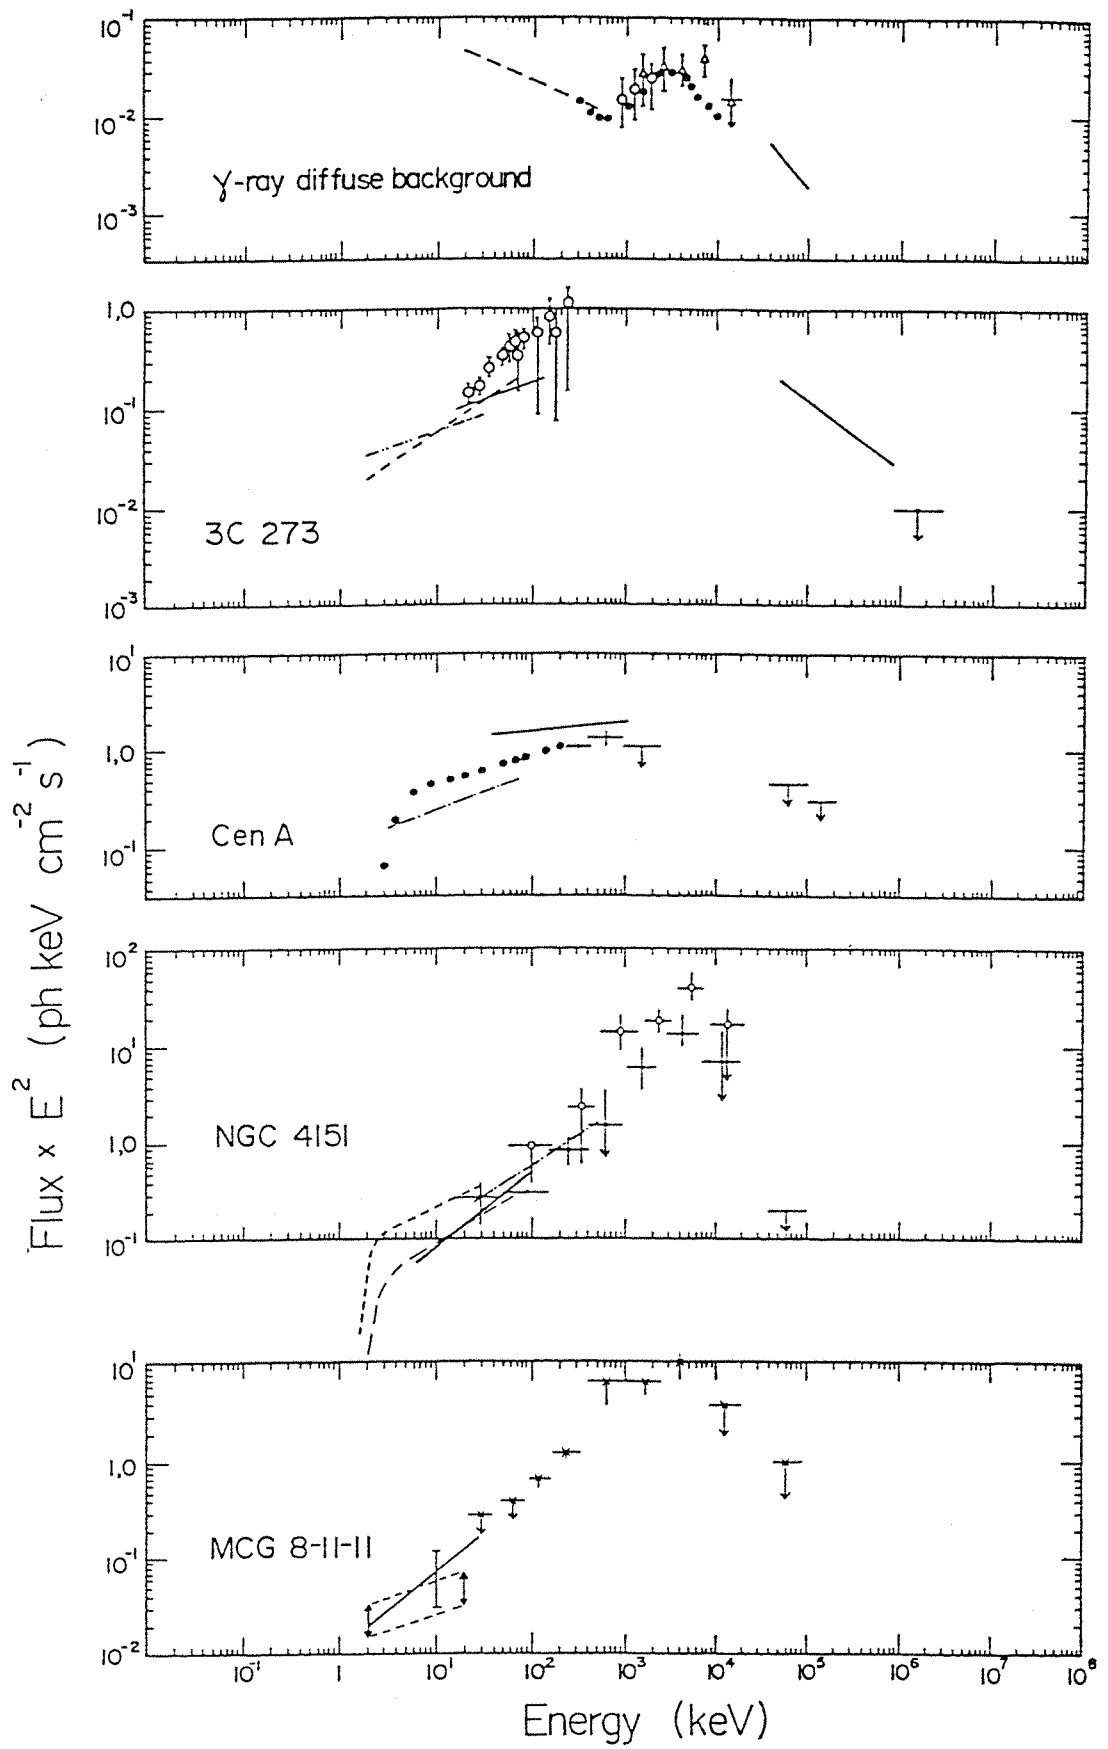 10⁻¹
10⁻²
10⁻³
γ-ray diffuse background
1,0
10⁻¹
10⁻²
10⁻³
3C 273
10¹
1,0
10⁻¹
Cen A
10²
10¹
1,0
10⁻¹
NGC 4151
10¹
1,0
10⁻¹
10⁻²
MCG 8-11-11
10⁻¹ 1 10¹ 10² 10³ 10⁴ 10⁵ 10⁶ 10⁷ 10⁸
Energy (keV)
Flux x E² (ph keV cm⁻² s⁻¹)